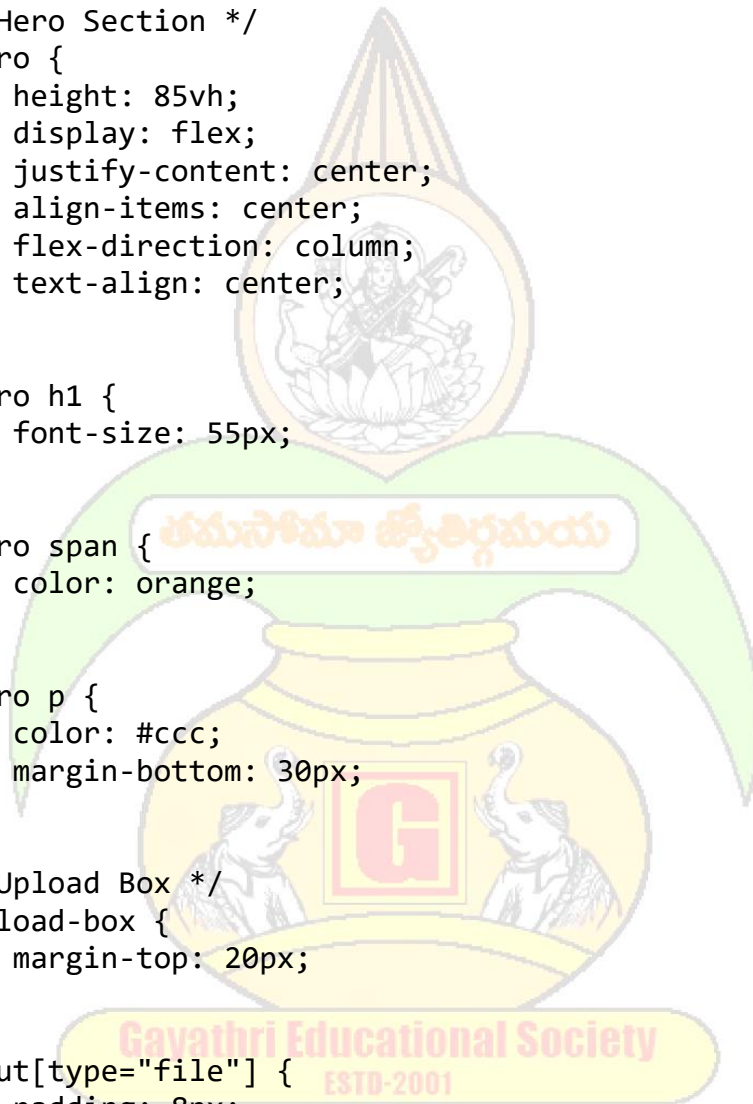 Hero Section */
ro {
height: 85vh;
display: flex;
justify-content: center;
align-items: center;
flex-direction: column;
text-align: center;
ro h1 {
font-size: 55px;
తమసోమా జ్యోతిర్గమయ
ro span {
color: orange;
ro p {
color: #ccc;
margin-bottom: 30px;
G
Upload Box */
load-box {
margin-top: 20px;
Gayathri Educational Society
ut[type="file"] {
ESTD-2001
padding: 8px;